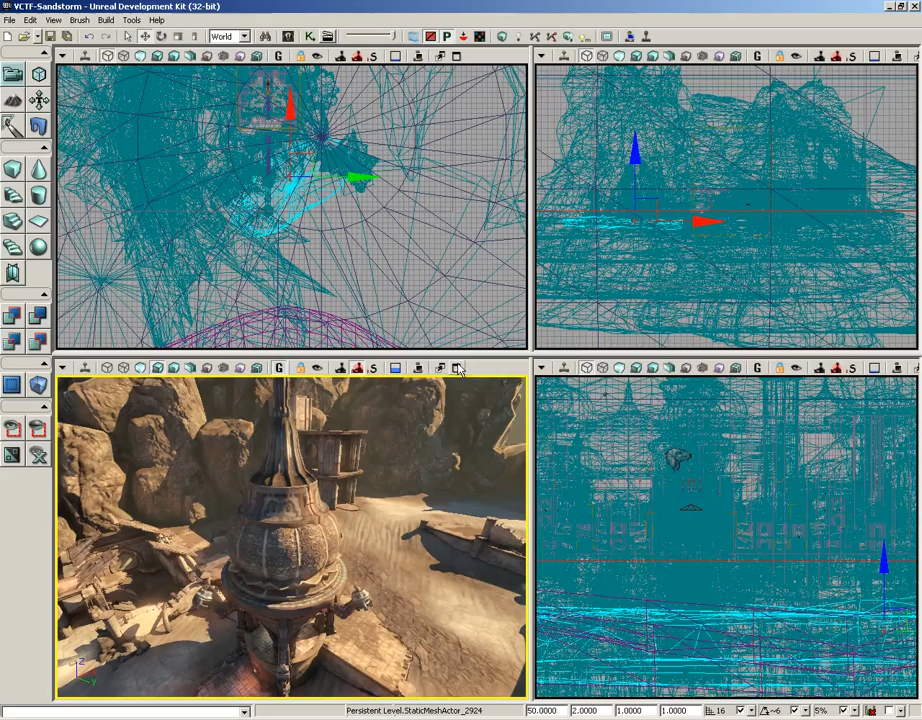 VCTF-Sandstorm - Unreal Development Kit (32-bit)
File Edit View Brush Build Tools Help
World
P
G
S
G
S
G
S
G
S
Z
Y
Persistent Level.StaticMeshActor_2924
50.0000 2.0000 1.0000 1.0000
16
~6
5%